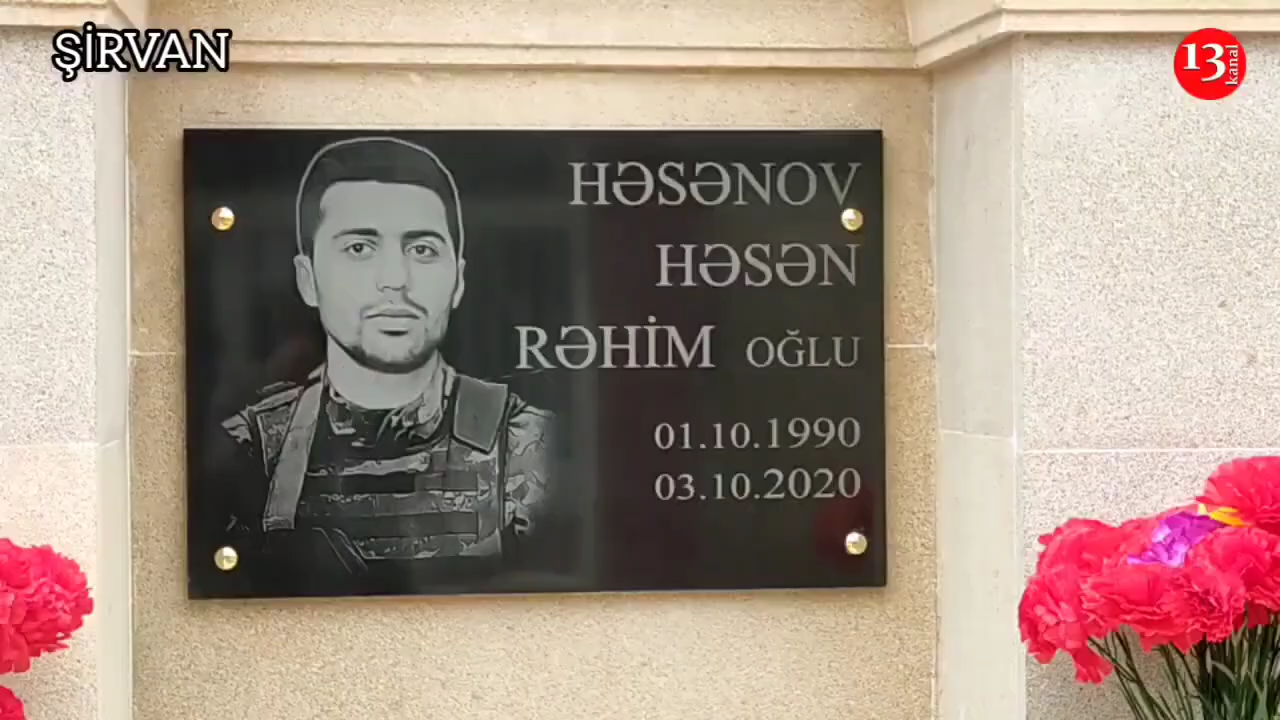 ŞİRVAN
13
kanal
HƏSƏNOV
HƏSƏN
RƏHİM OĞLU
01.10.1990
03.10.2020